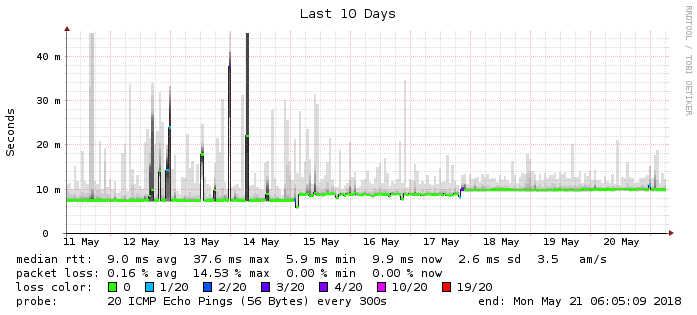 Last 10 Days
RRDTOOL / TOBI OETIKER
Seconds
40 m
30 m
20 m
10 m
0
11 May 12 May 13 May 14 May 15 May 16 May 17 May 18 May 19 May 20 May
median rtt: 9.0 ms avg 37.6 ms max 5.9 ms min 9.9 ms now 2.6 ms sd 3.5 am/s
packet loss: 0.16 % avg 14.53 % max 0.00 % min 0.00 % now
loss color: 0 1/20 2/20 3/20 4/20 10/20 19/20
probe: 20 ICMP Echo Pings (56 Bytes) every 300s end: Mon May 21 06:05:09 2018